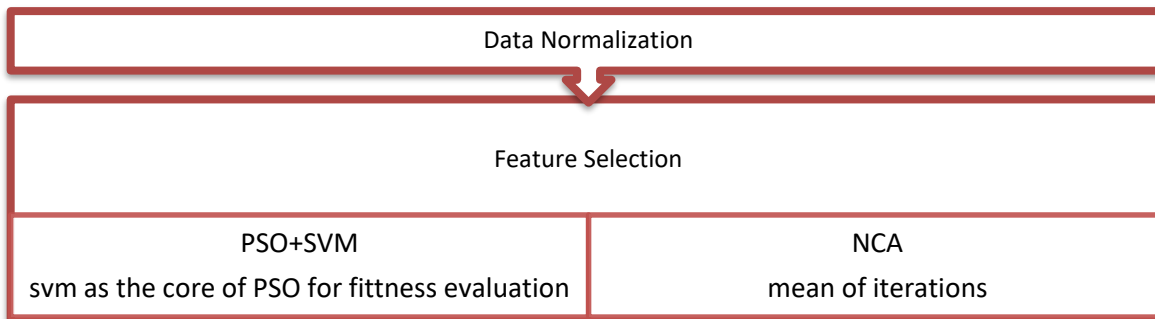 Data Normalization
Feature Selection
PSO+SVM
svm as the core of PSO for fittness evaluation
NCA
mean of iterations